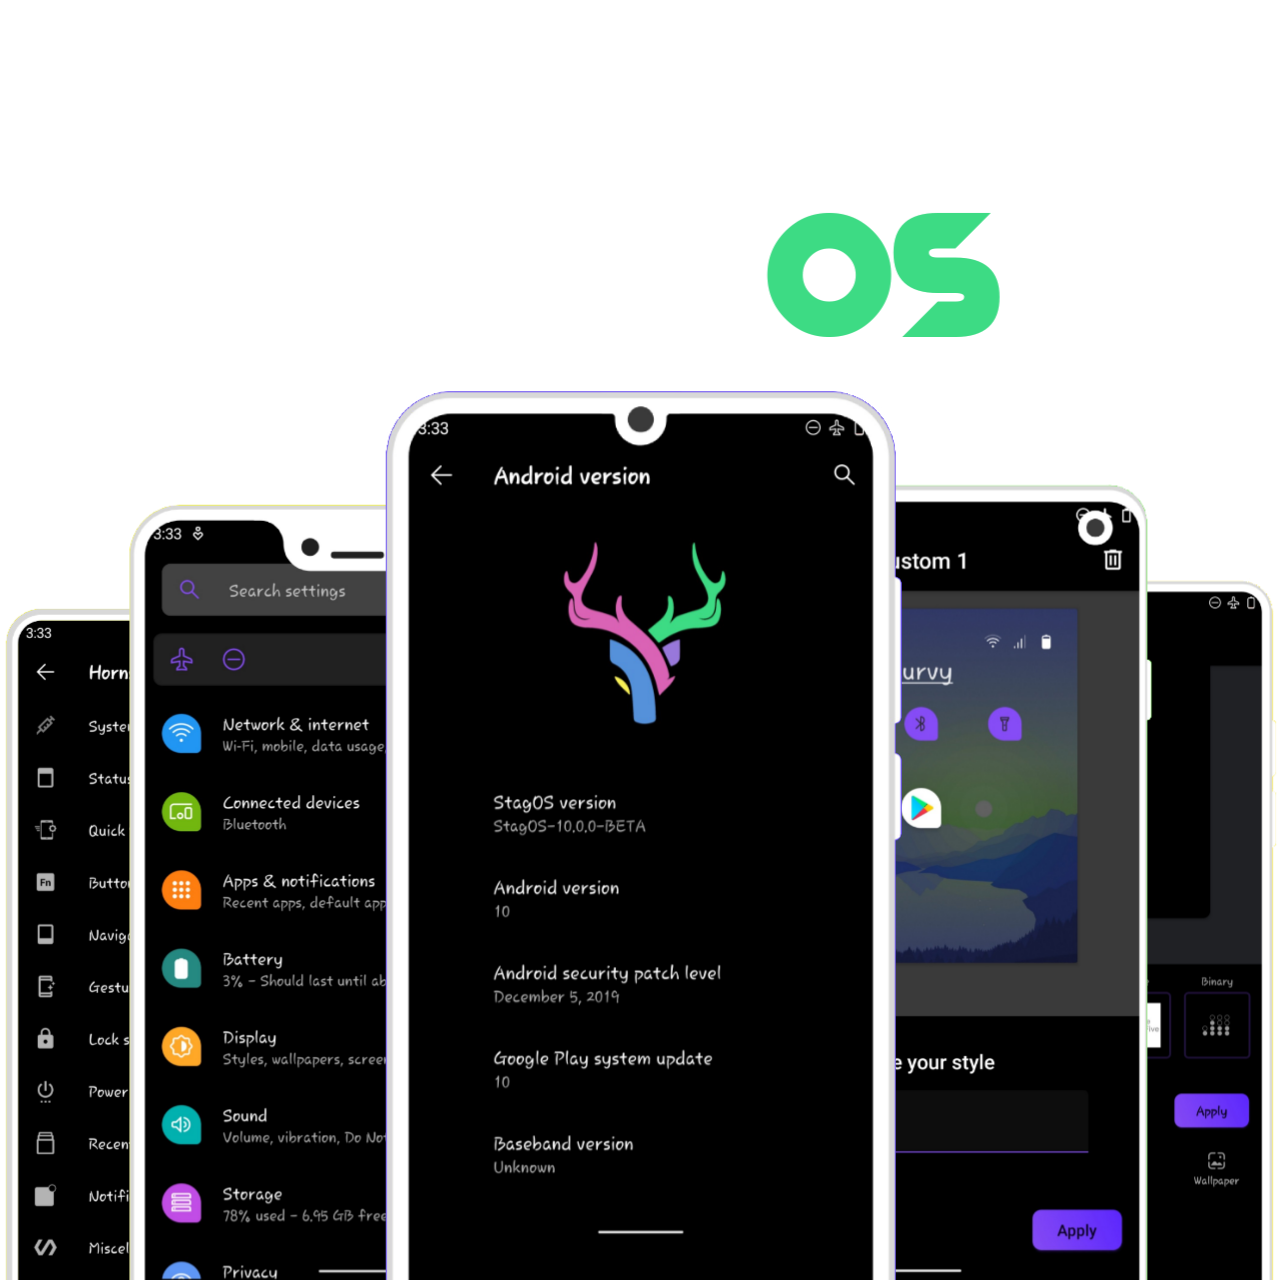 OS
3:33
Horn
Syste
Status
Quick
Fn
Butto
Naviga
Gestu
Lock s
Power
Recen
Notifi
Miscel
3:33
Search settings
Network & internet
Wi-Fi, mobile, data usage,
Connected devices
Bluetooth
Apps & notifications
Recent apps, default app
Battery
3% – Should last until ab
Display
Styles, wallpapers, screen
Sound
Volume, vibration, Do Not
Storage
78% used – 6.95 GB free
Privacy
3:33
Android version
StagOS version
StagOS-10.0.0-BETA
Android version
10
Android security patch level
December 5, 2019
Google Play system update
10
Baseband version
Unknown
ustom 1
urvy
e your style
Apply
Binary
Apply
Wallpaper